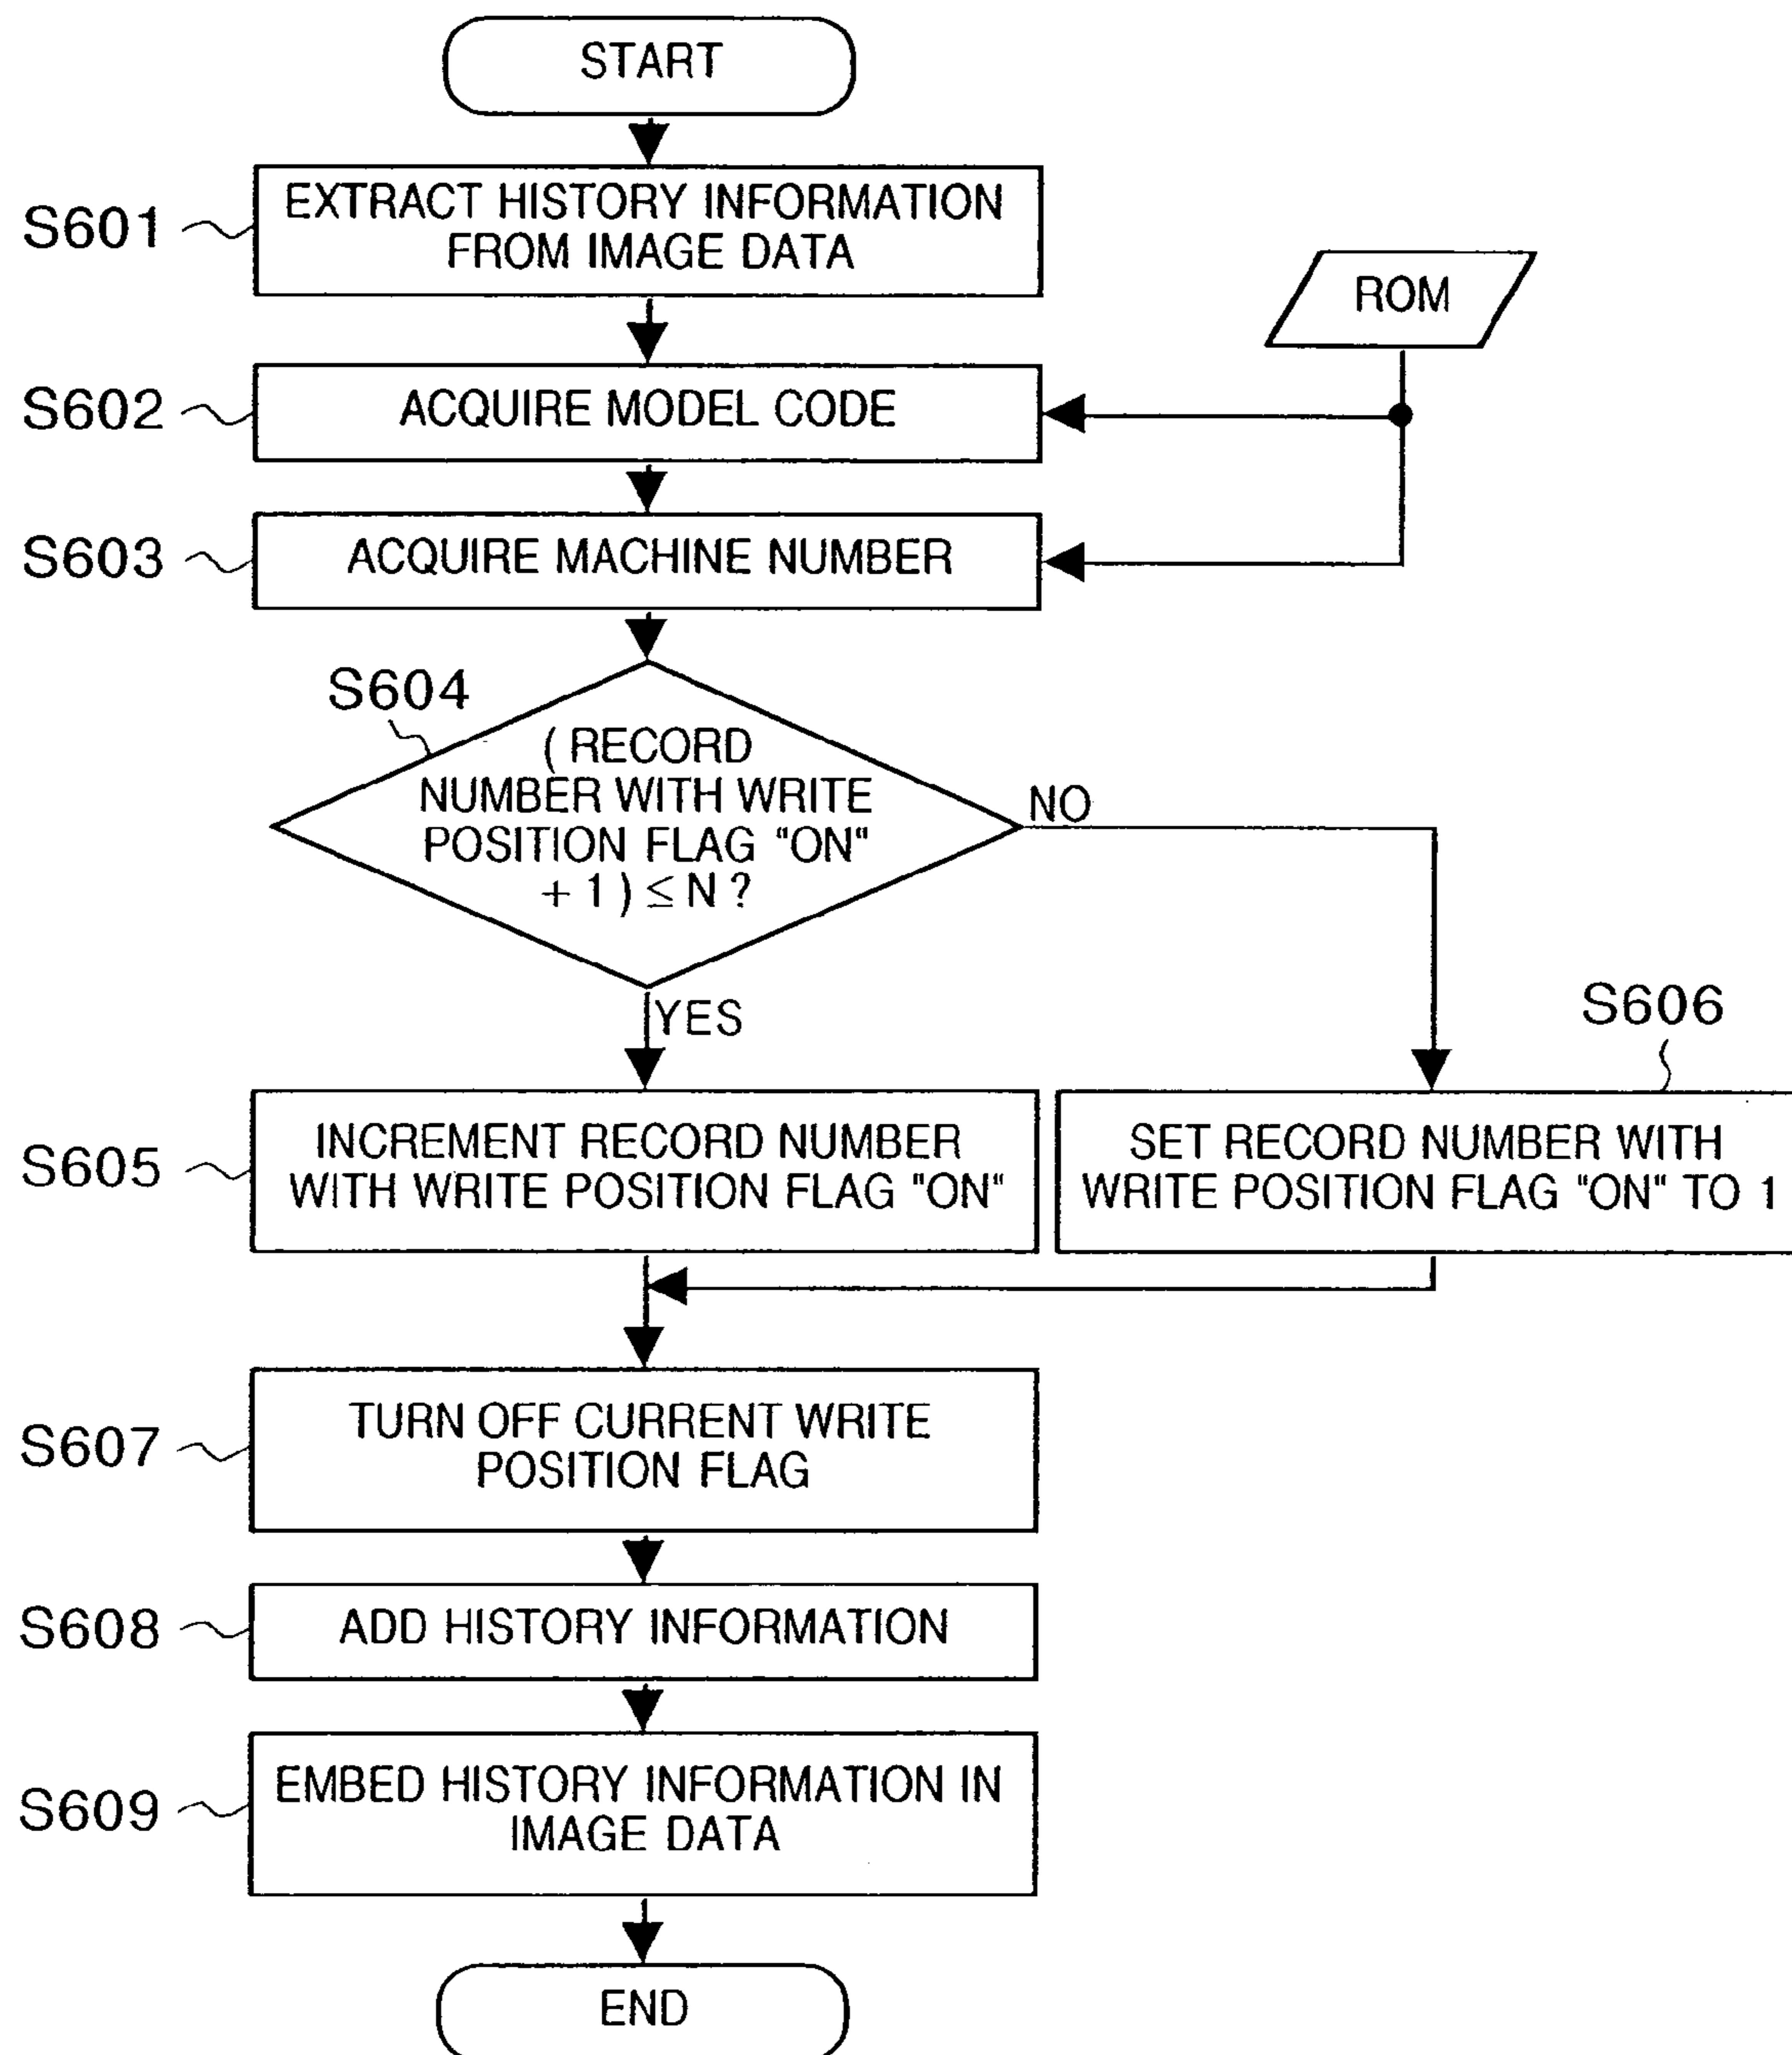 START
S601
EXTRACT HISTORY INFORMATION
FROM IMAGE DATA
ROM
S602
ACQUIRE MODEL CODE
S603
ACQUIRE MACHINE NUMBER
S604
( RECORD
NUMBER WITH WRITE
POSITION FLAG "ON"
+ 1 ) ≤ N ?
NO
YES
S606
S605
INCREMENT RECORD NUMBER
WITH WRITE POSITION FLAG "ON"
SET RECORD NUMBER WITH
WRITE POSITION FLAG "ON" TO 1
S607
TURN OFF CURRENT WRITE
POSITION FLAG
S608
ADD HISTORY INFORMATION
S609
EMBED HISTORY INFORMATION IN
IMAGE DATA
END